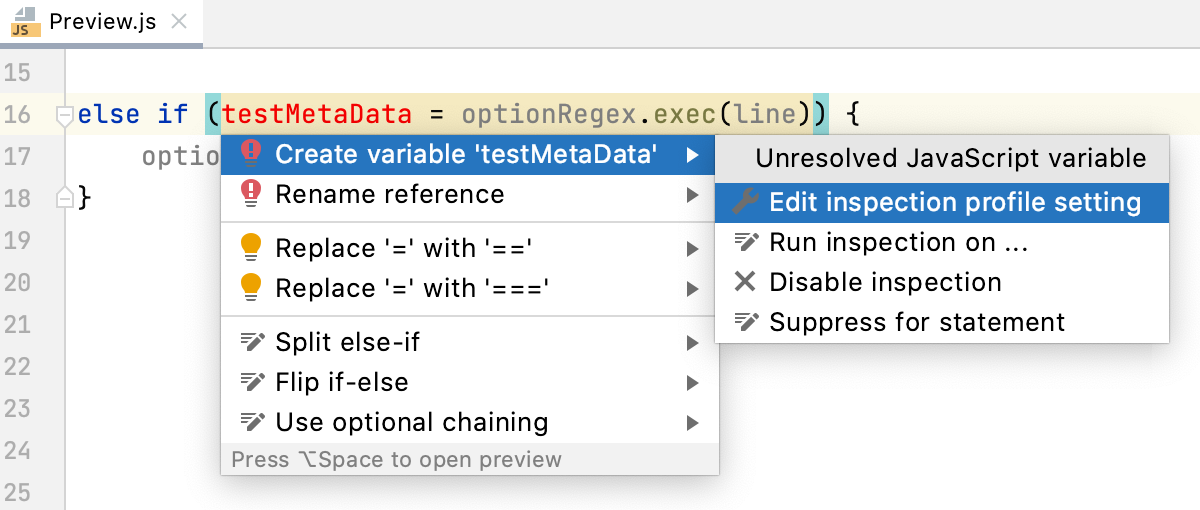 JS Preview.js
15
16 else if (testMetaData = optionRegex.exec(line)) {
17 optio
18 }
19
20
21
22
23
24
25
Create variable 'testMetaData'
Rename reference
Replace '=' with '=='
Replace '=' with '==='
Split else-if
Flip if-else
Use optional chaining
Press ⌥Space to open preview
Unresolved JavaScript variable
Edit inspection profile setting
Run inspection on ...
Disable inspection
Suppress for statement